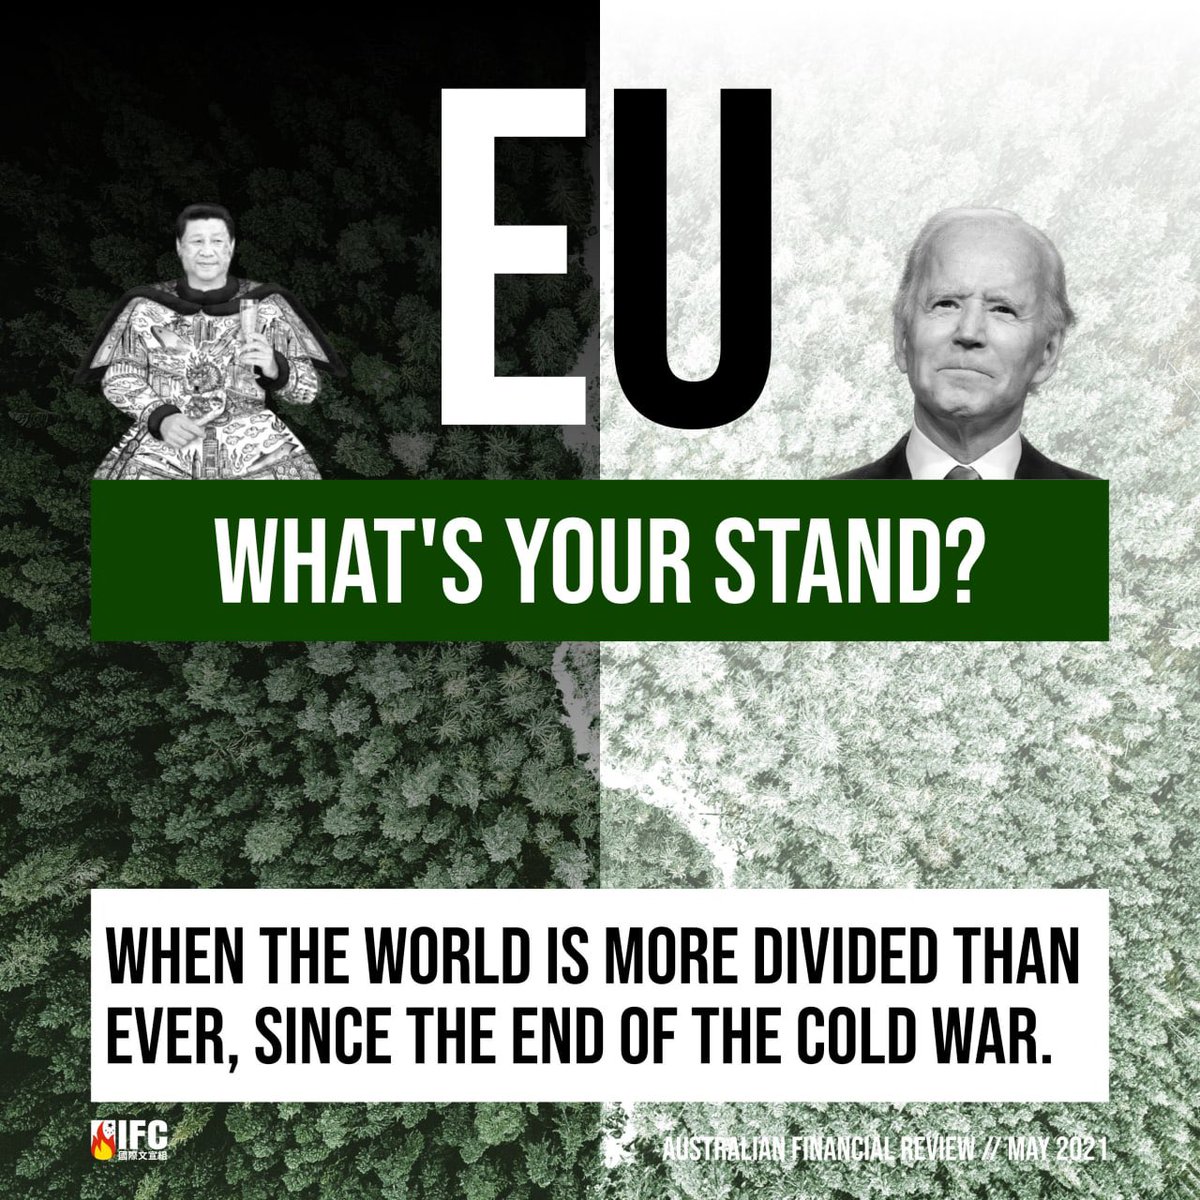 EU
WHAT'S YOUR STAND?
WHEN THE WORLD IS MORE DIVIDED THAN
EVER, SINCE THE END OF THE COLD WAR.
IFC
國際文宣組
AUSTRALIAN FINANCIAL REVIEW // MAY 2021